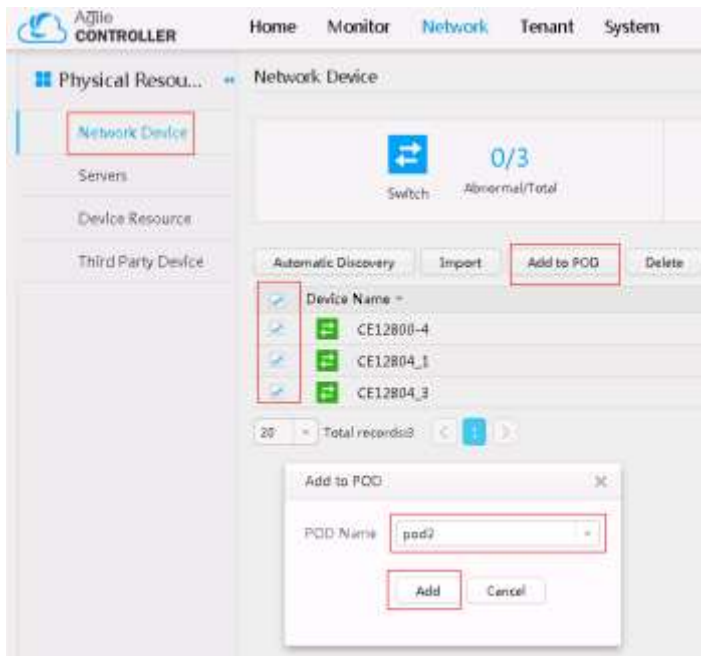 Agile
CONTROLLER
Home Monitor Network Tenant System
Physical Resou...
Network Device
Network Device
Servers
Device Resource
Third Party Device
0/3
Switch Abnormal/Total
Automatic Discovery Import Add to POD Delete
Device Name
CE12800-4
CE12804_1
CE12804_3
20 Total records:3 < 1 >
Add to POD
POD Name pod2
Add Cancel